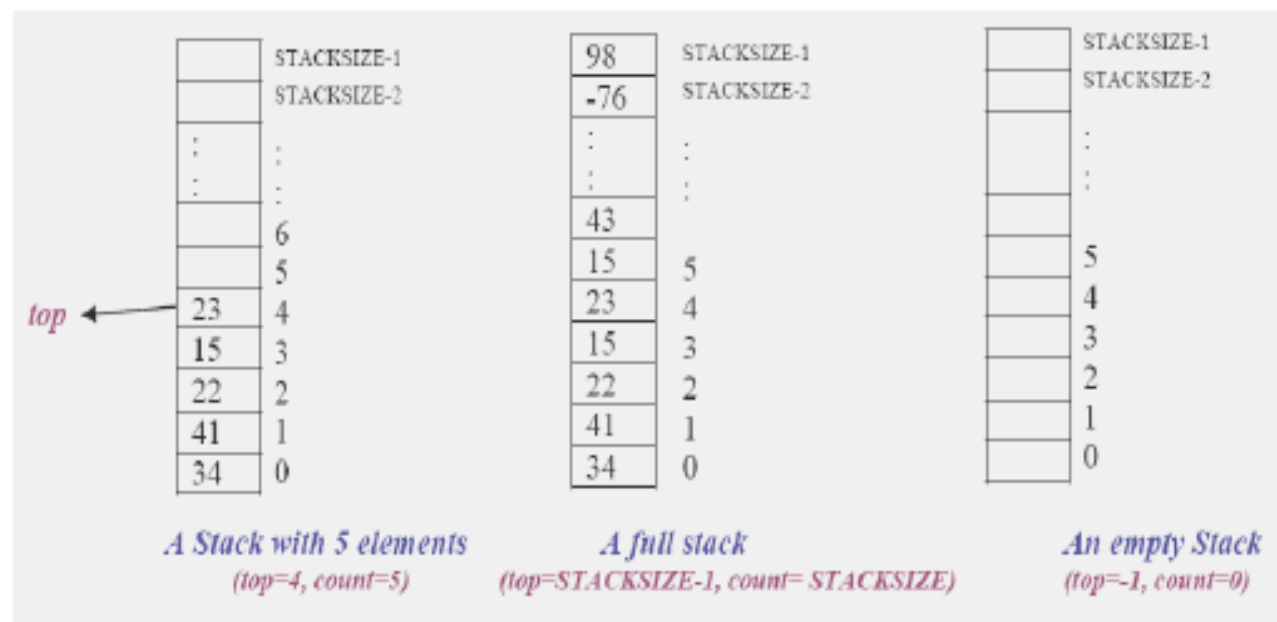 STACKSIZE-1
STACKSIZE-2
:
:
:
:
6
5
top
23 4
15 3
22 2
41 1
34 0
A Stack with 5 elements
(top=4, count=5)
98 STACKSIZE-1
-76 STACKSIZE-2
:
:
:
:
43
15 5
23 4
15 3
22 2
41 1
34 0
A full stack
(top=STACKSIZE-1, count= STACKSIZE)
STACKSIZE-1
STACKSIZE-2
:
:
5
4
3
2
1
0
An empty Stack
(top=-1, count=0)